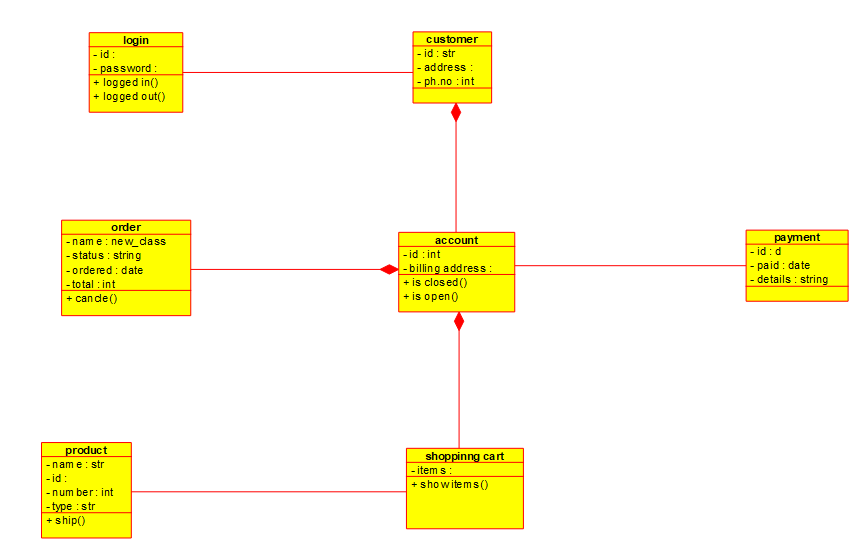 login
- id :
- password :
+ logged in()
+ logged out()
customer
- id : str
- address :
- ph.no : int
order
- name : new_class
- status : string
- ordered : date
- total : int
+ cancle()
account
- id : int
- billing address :
+ is closed()
+ is open()
payment
- id : d
- paid : date
- details : string
product
- name : str
- id :
- number : int
- type : str
+ ship()
shoppinng cart
- items :
+ showitems()